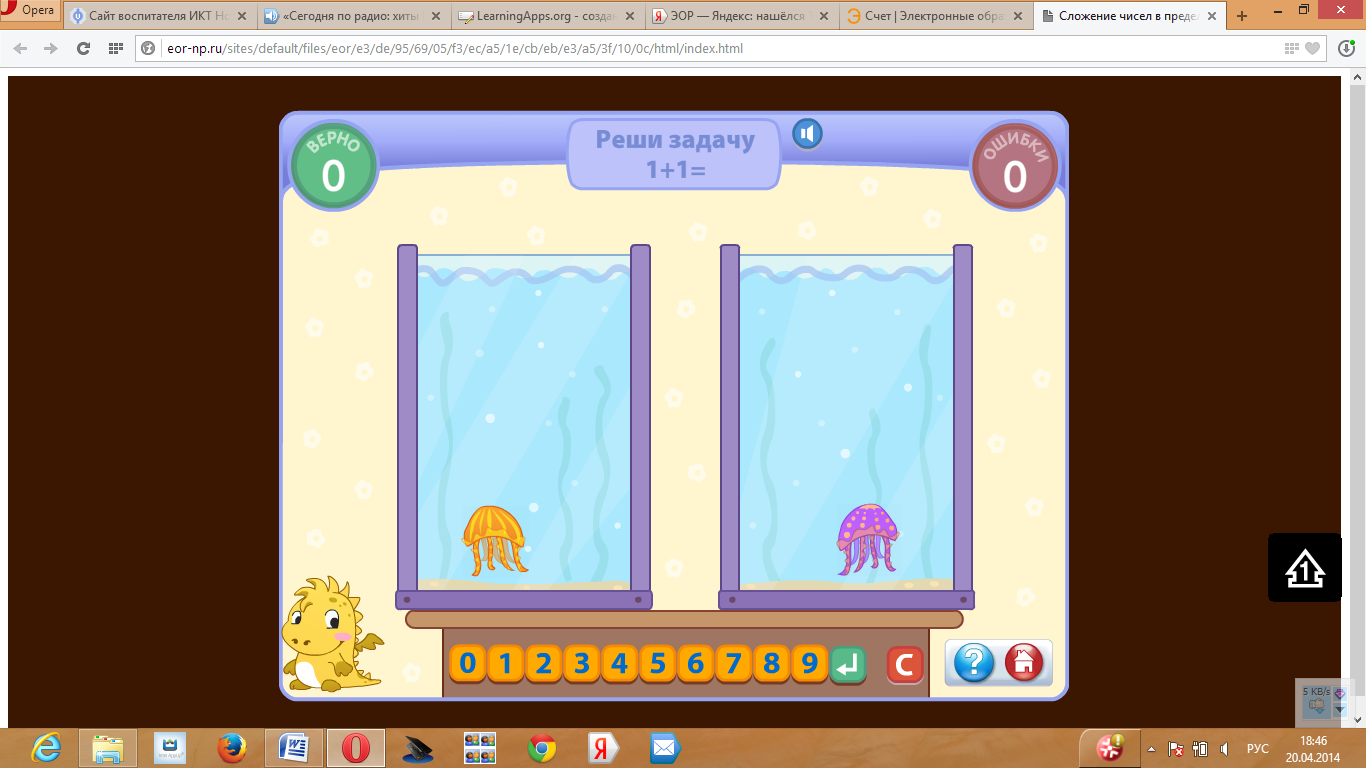 Opera
Сайт воспитателя ИКТ Но
«Сегодня по радио: хиты
LearningApps.org - создан
ЭОР — Яндекс: нашёлся
Счет | Электронные обра
Сложение чисел в преде
eor-np.ru/sites/default/files/eor/e3/de/95/69/05/f3/ec/a5/1e/cb/eb/e3/a5/3f/10/0c/html/index.html
ВЕРНО
0
Реши задачу
1+1=
ОШИБКИ
0
1
0 1 2 3 4 5 6 7 8 9 C
?
5 KB/s
РУС
18:46
20.04.2014